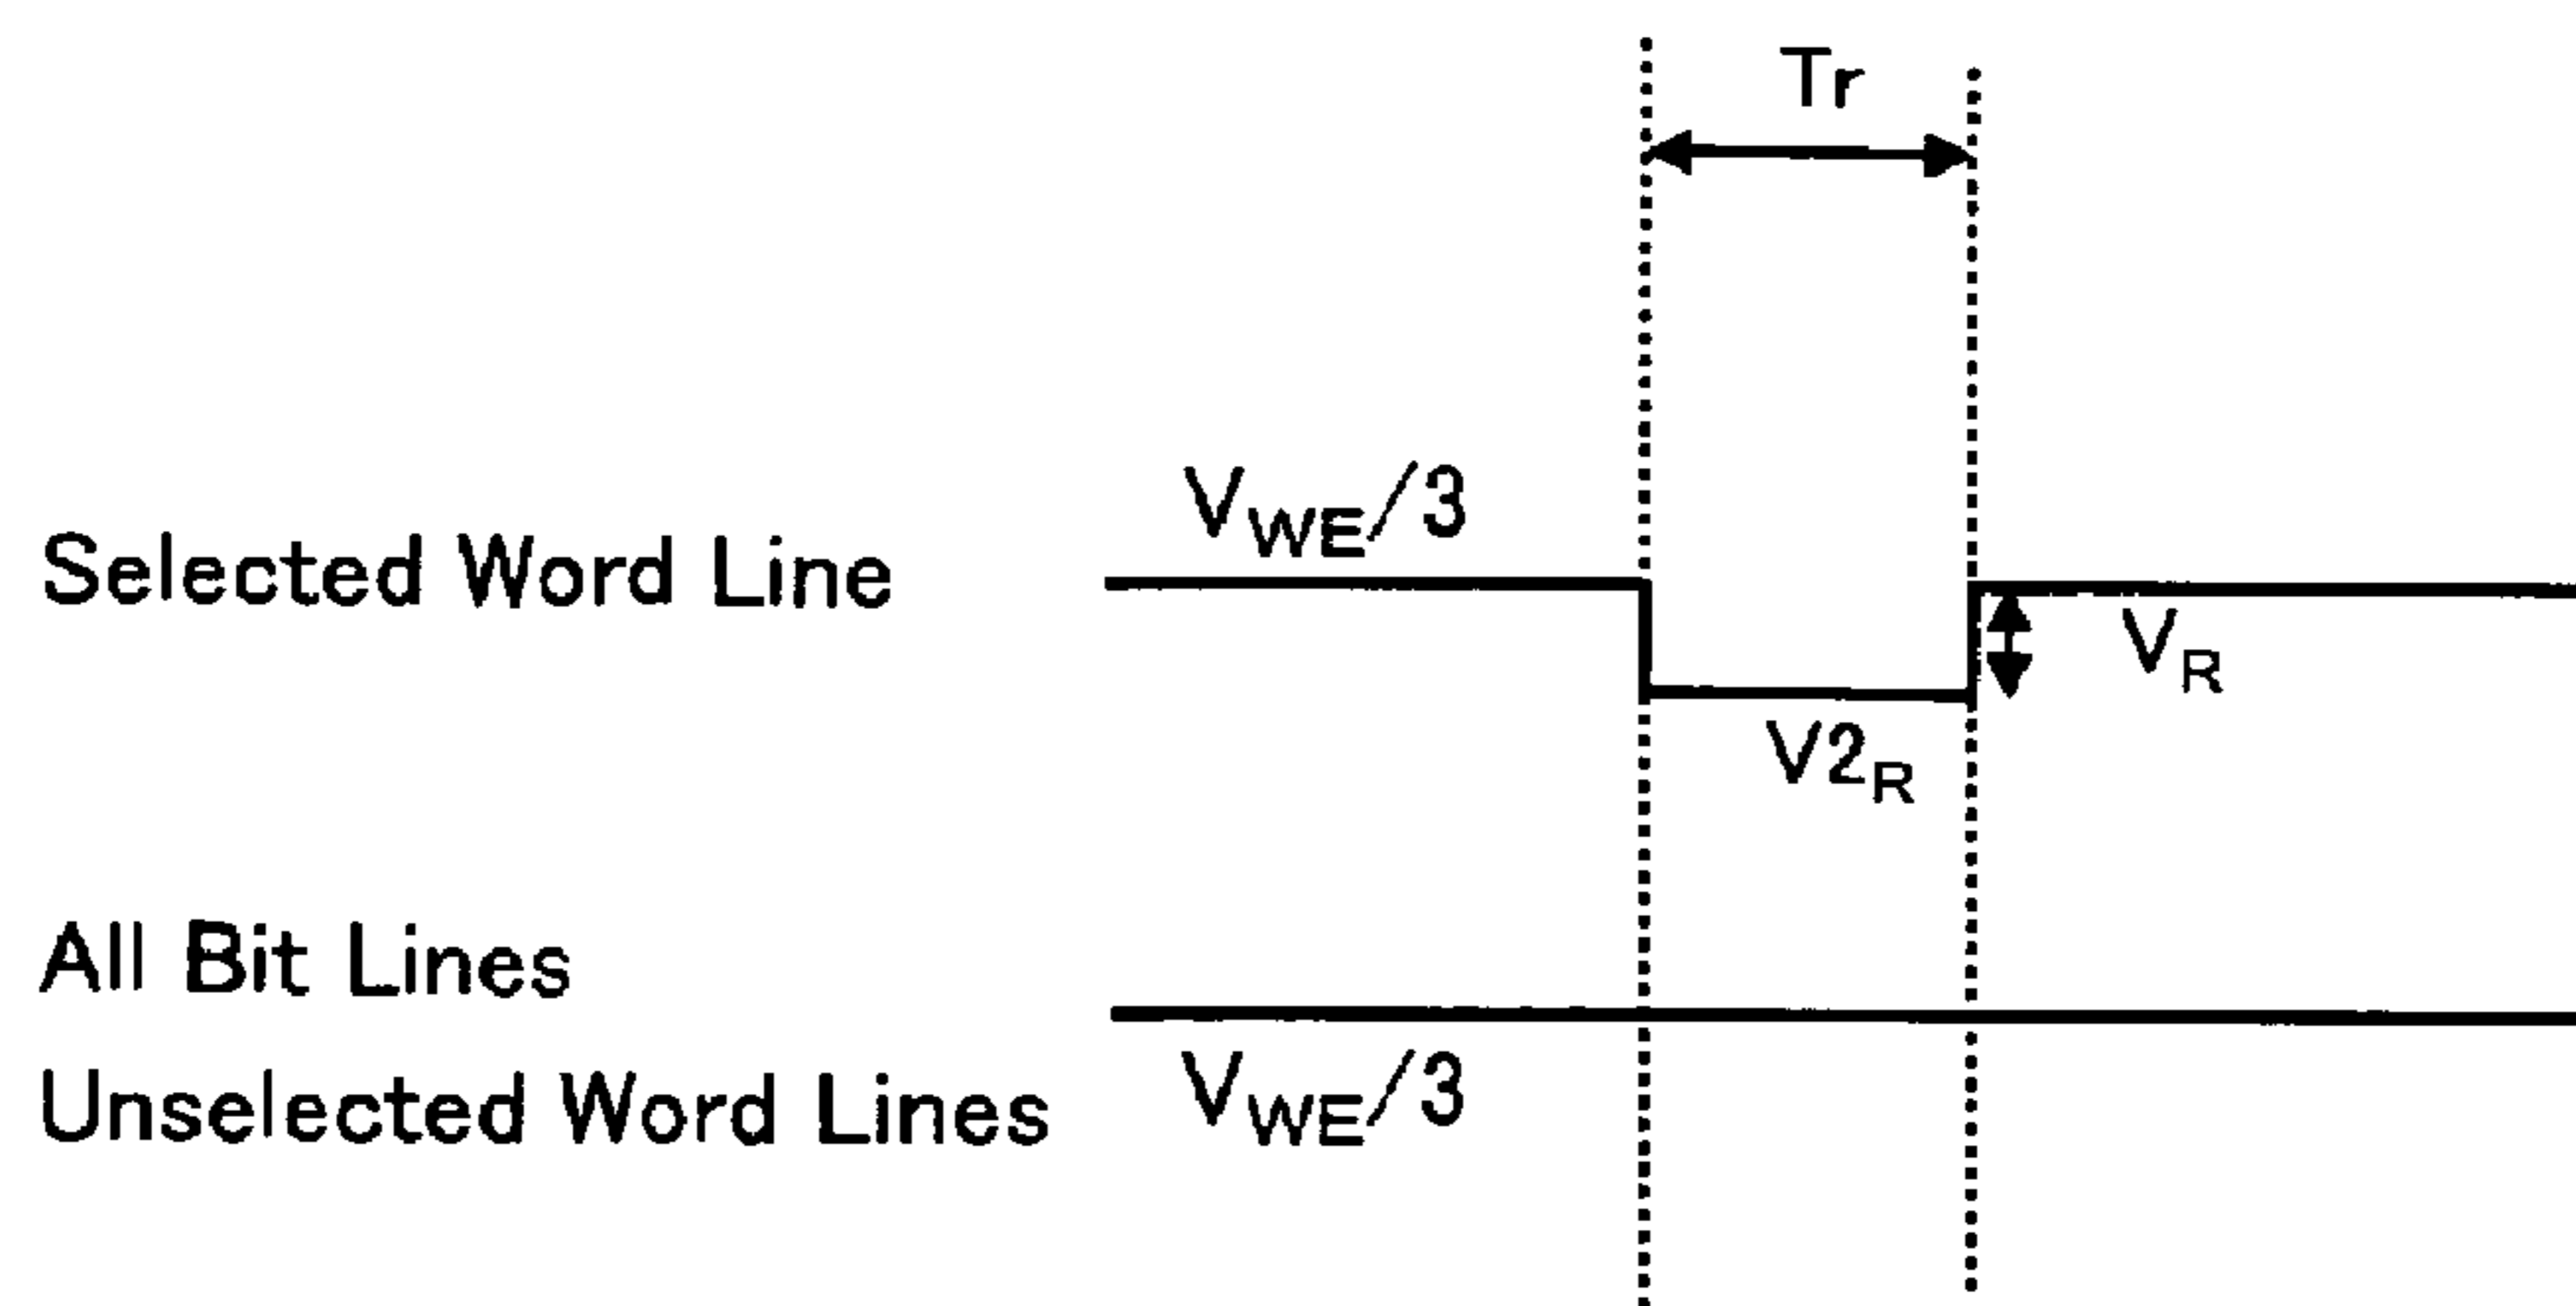 Tr
V_WE/3
Selected Word Line
V_R
V2_R
All Bit Lines
Unselected Word Lines
V_WE/3